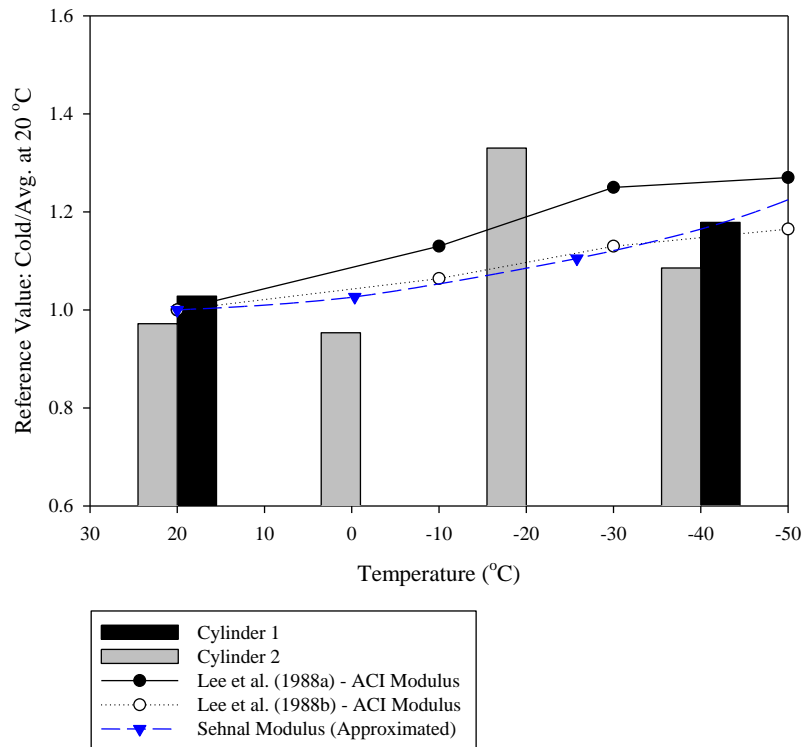 Reference Value: Cold/Avg. at 20 °C
1.6
1.4
1.2
1.0
0.8
0.6
30 20 10 0 -10 -20 -30 -40 -50
Temperature (°C)
Cylinder 1
Cylinder 2
Lee et al. (1988a) - ACI Modulus
Lee et al. (1988b) - ACI Modulus
Sehnal Modulus (Approximated)